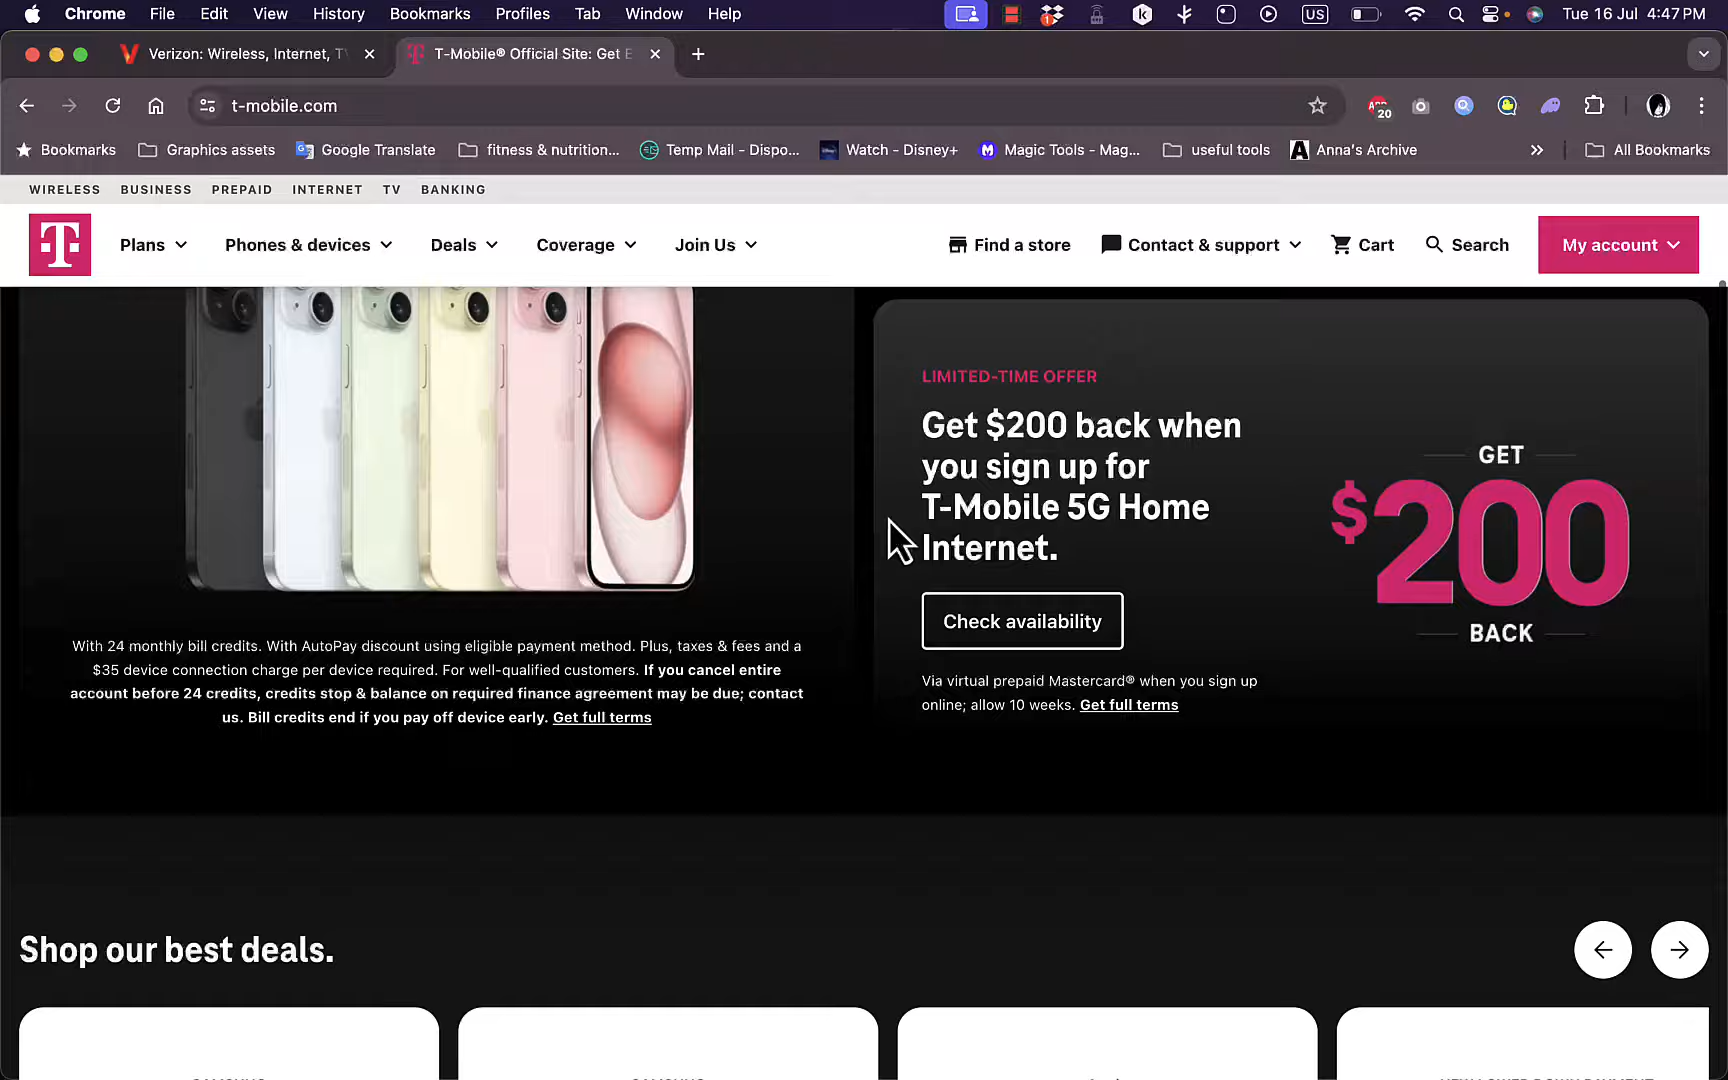 Chrome File Edit View History Bookmarks Profiles Tab Window Help US Tue 16 Jul 4:47 PM
Verizon: Wireless, Internet, T T-Mobile® Official Site: Get E
t-mobile.com 20
Bookmarks Graphics assets Google Translate fitness & nutrition... Temp Mail - Dispo... Watch - Disney+ Magic Tools - Mag... useful tools Anna's Archive All Bookmarks
WIRELESS BUSINESS PREPAID INTERNET TV BANKING
T Plans Phones & devices Deals Coverage Join Us Find a store Contact & support Cart Search My account
LIMITED-TIME OFFER
Get $200 back when
you sign up for
T-Mobile 5G Home
Internet.
GET
$200
BACK
Check availability
Via virtual prepaid Mastercard® when you sign up
online; allow 10 weeks. Get full terms
With 24 monthly bill credits. With AutoPay discount using eligible payment method. Plus, taxes & fees and a
$35 device connection charge per device required. For well-qualified customers. If you cancel entire
account before 24 credits, credits stop & balance on required finance agreement may be due; contact
us. Bill credits end if you pay off device early. Get full terms
Shop our best deals.